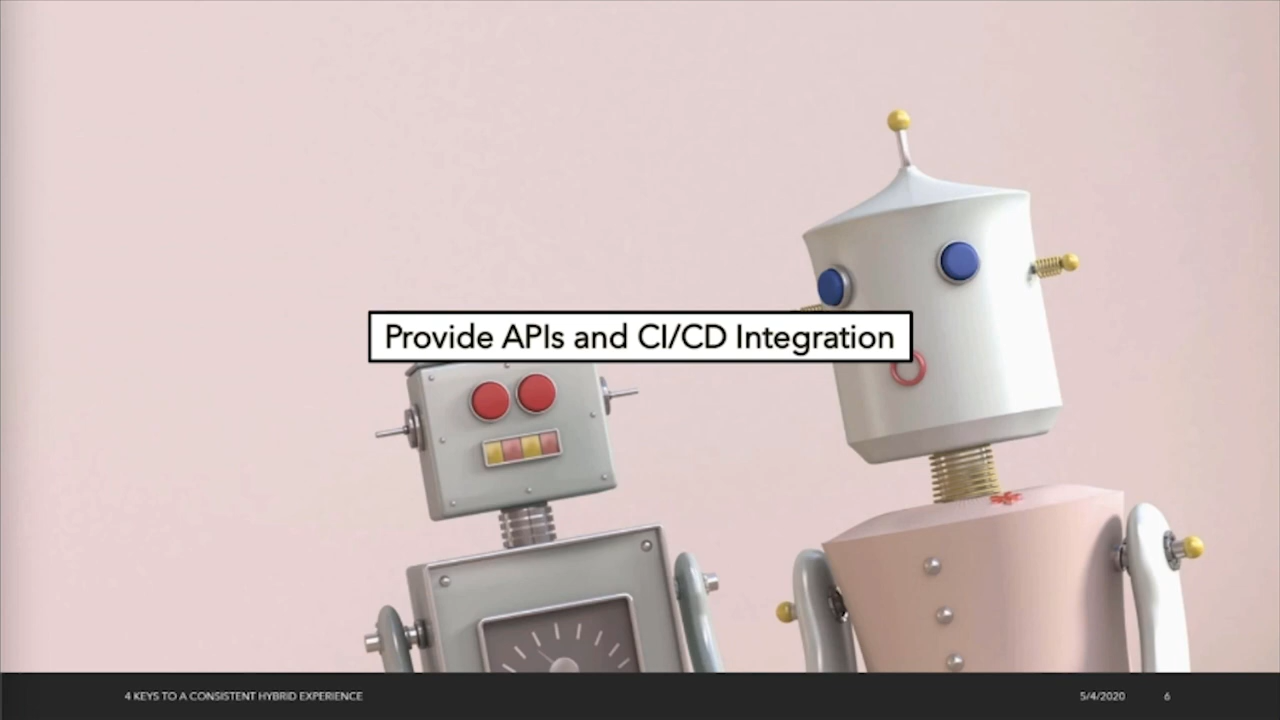 Provide APIs and CI/CD Integration
4 KEYS TO A CONSISTENT HYBRID EXPERIENCE
5/4/2020
6